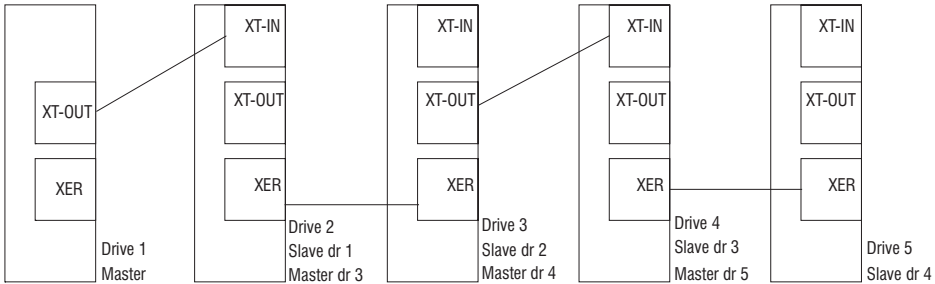 XT-OUT
XER
Drive 1
Master
XT-IN
XT-OUT
XER
Drive 2
Slave dr 1
Master dr 3
XT-IN
XT-OUT
XER
Drive 3
Slave dr 2
Master dr 4
XT-IN
XT-OUT
XER
Drive 4
Slave dr 3
Master dr 5
XT-IN
XT-OUT
XER
Drive 5
Slave dr 4